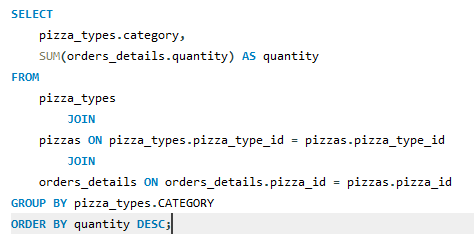 SELECT
pizza_types.category,
SUM(orders_details.quantity) AS quantity
FROM
pizza_types
JOIN
pizzas ON pizza_types.pizza_type_id = pizzas.pizza_type_id
JOIN
orders_details ON orders_details.pizza_id = pizzas.pizza_id
GROUP BY pizza_types.CATEGORY
ORDER BY quantity DESC;